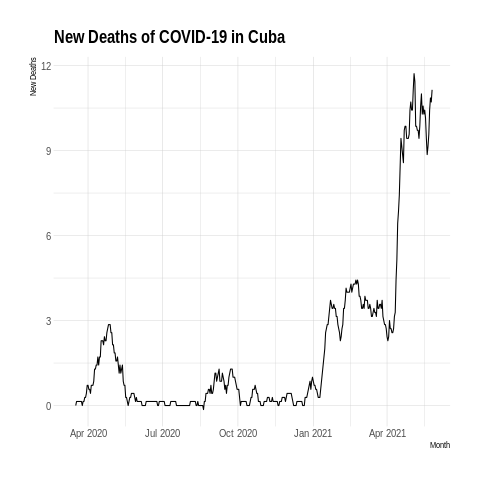 New Deaths of COVID-19 in Cuba
New Deaths
12
9
6
3
0
Apr 2020 Jul 2020 Oct 2020 Jan 2021 Apr 2021
Month